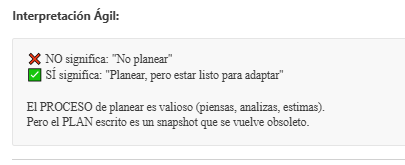 Interpretación Ágil:
❌ NO significa: "No planear"
✅ SÍ significa: "Planear, pero estar listo para adaptar"
El PROCESO de planear es valioso (piensas, analizas, estimas).
Pero el PLAN escrito es un snapshot que se vuelve obsoleto.